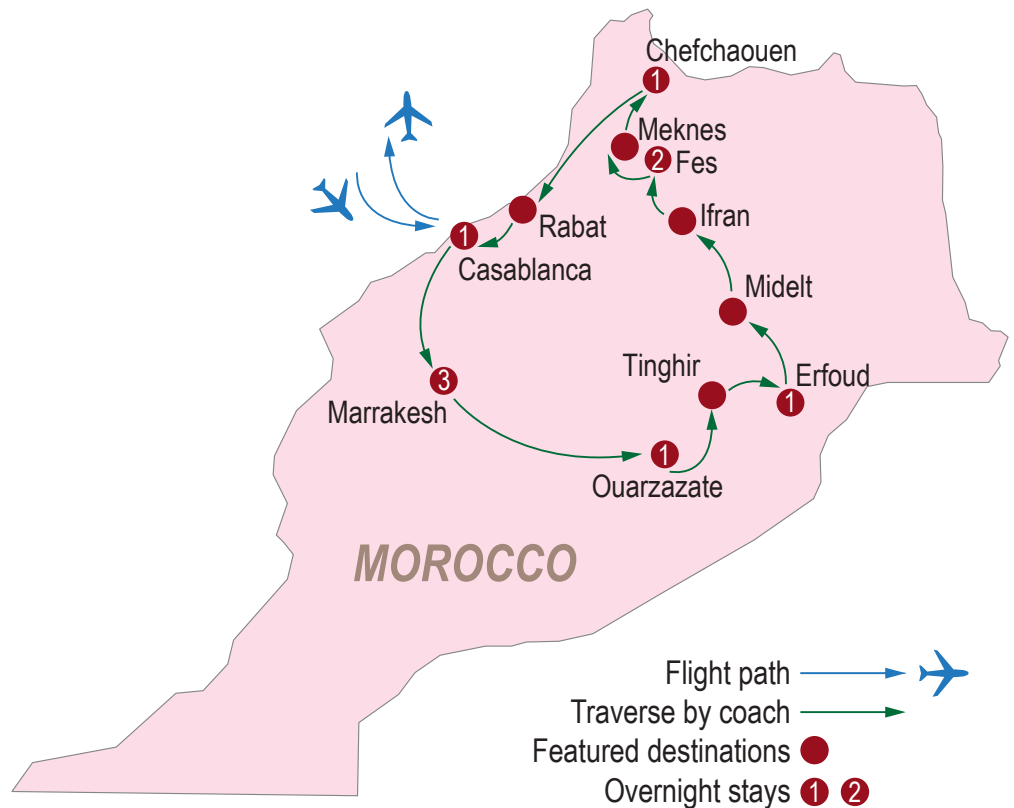 Chefchaouen
1
Meknes
2
Fes
Ifran
Rabat
1
Casablanca
Midelt
Tinghir
Erfoud
1
3
Marrakesh
1
Ouarzazate
MOROCCO
Flight path
Traverse by coach
Featured destinations
Overnight stays 1 2